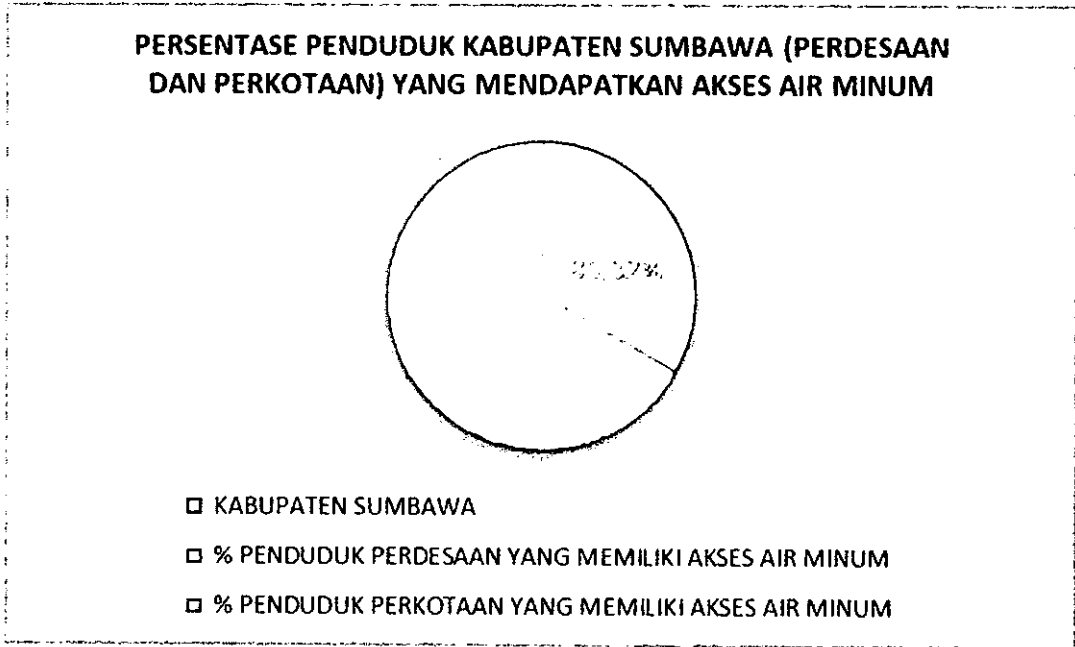 PERSENTASE PENDUDUK KABUPATEN SUMBAWA (PERDESAAN
DAN PERKOTAAN) YANG MENDAPATKAN AKSES AIR MINUM
KABUPATEN SUMBAWA
% PENDUDUK PERDESAAN YANG MEMILIKI AKSES AIR MINUM
% PENDUDUK PERKOTAAN YANG MEMILIKI AKSES AIR MINUM